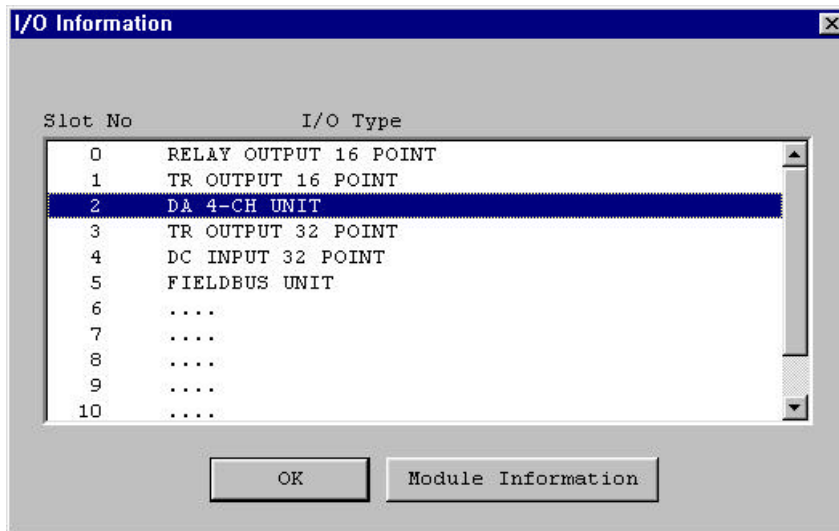 I/O Information
Slot No I/O Type
0 RELAY OUTPUT 16 POINT
1 TR OUTPUT 16 POINT
2 DA 4-CH UNIT
3 TR OUTPUT 32 POINT
4 DC INPUT 32 POINT
5 FIELDBUS UNIT
6 ....
7 ....
8 ....
9 ....
10 ....
OK Module Information